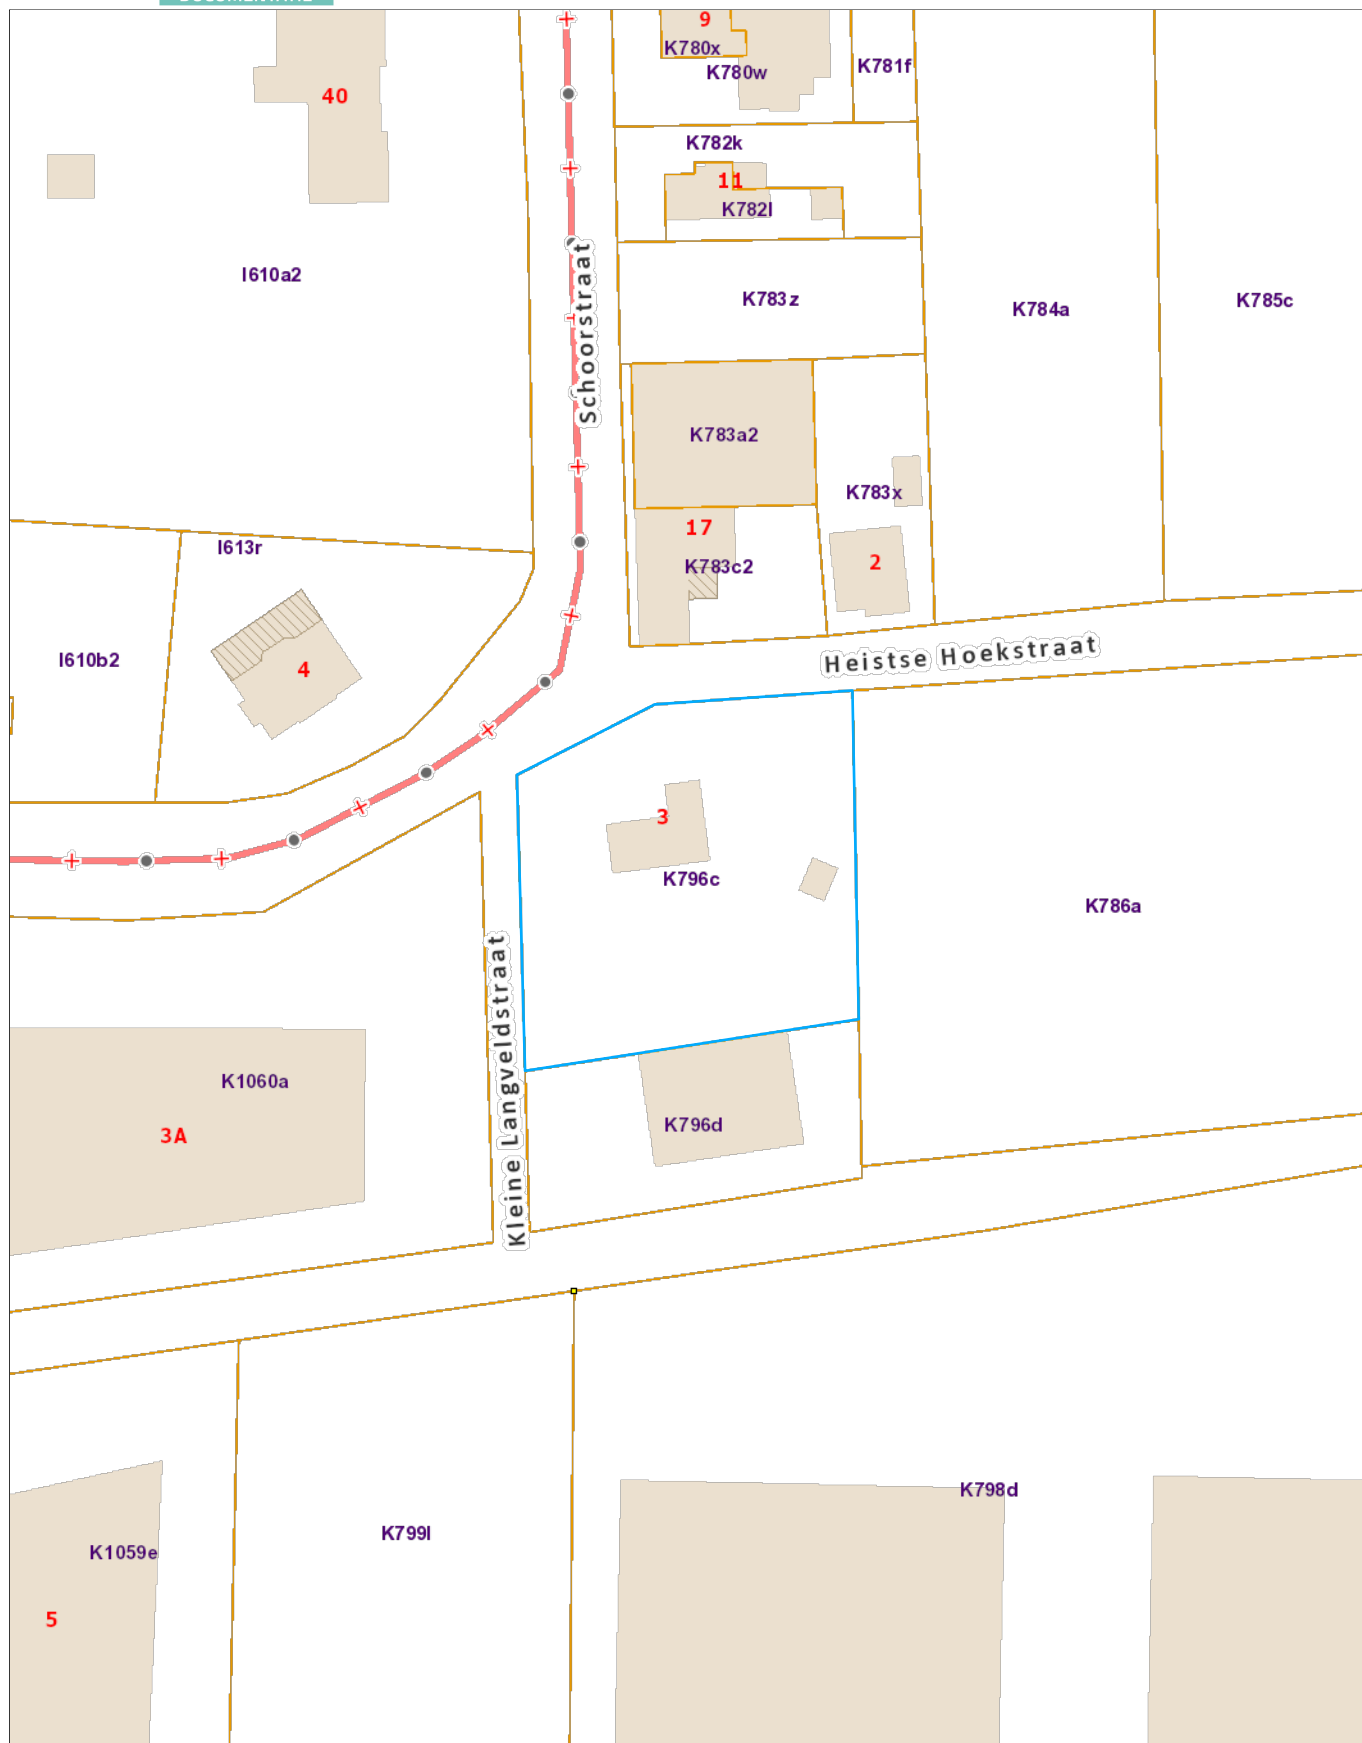 9
K780x
K780w
K781f
40
K782k
11
K782l
I610a2
Schoorstraat
K783z
K784a
K785c
K783a2
K783x
17
I613r
2
K783c2
I610b2
4
Heistse Hoekstraat
3
K796c
K786a
Kleine Langveldstraat
K1060a
3A
K796d
K798d
K799l
K1059e
5